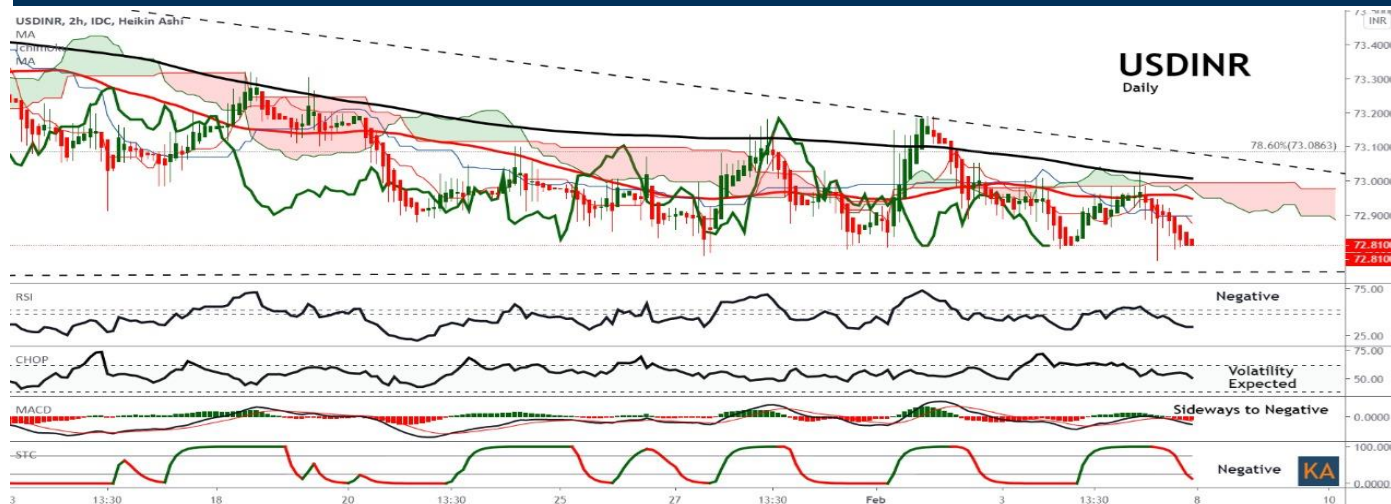 USDINR, 2h, IDC, Heikin Ashi
MA
Ichimoku
MA
USDINR
Daily
INR
73.4000
73.3000
73.2000
73.1000
73.0000
72.9000
72.8100
72.8100
78.60%(73.0863)
RSI
Negative
75.00
25.00
CHOP
Volatility
Expected
75.00
50.00
MACD
Sideways to Negative
0.0000
STC
Negative
KA
100.0000
0.0000
3 13:30 18 20 13:30 25 27 13:30 Feb 3 13:30 8 10